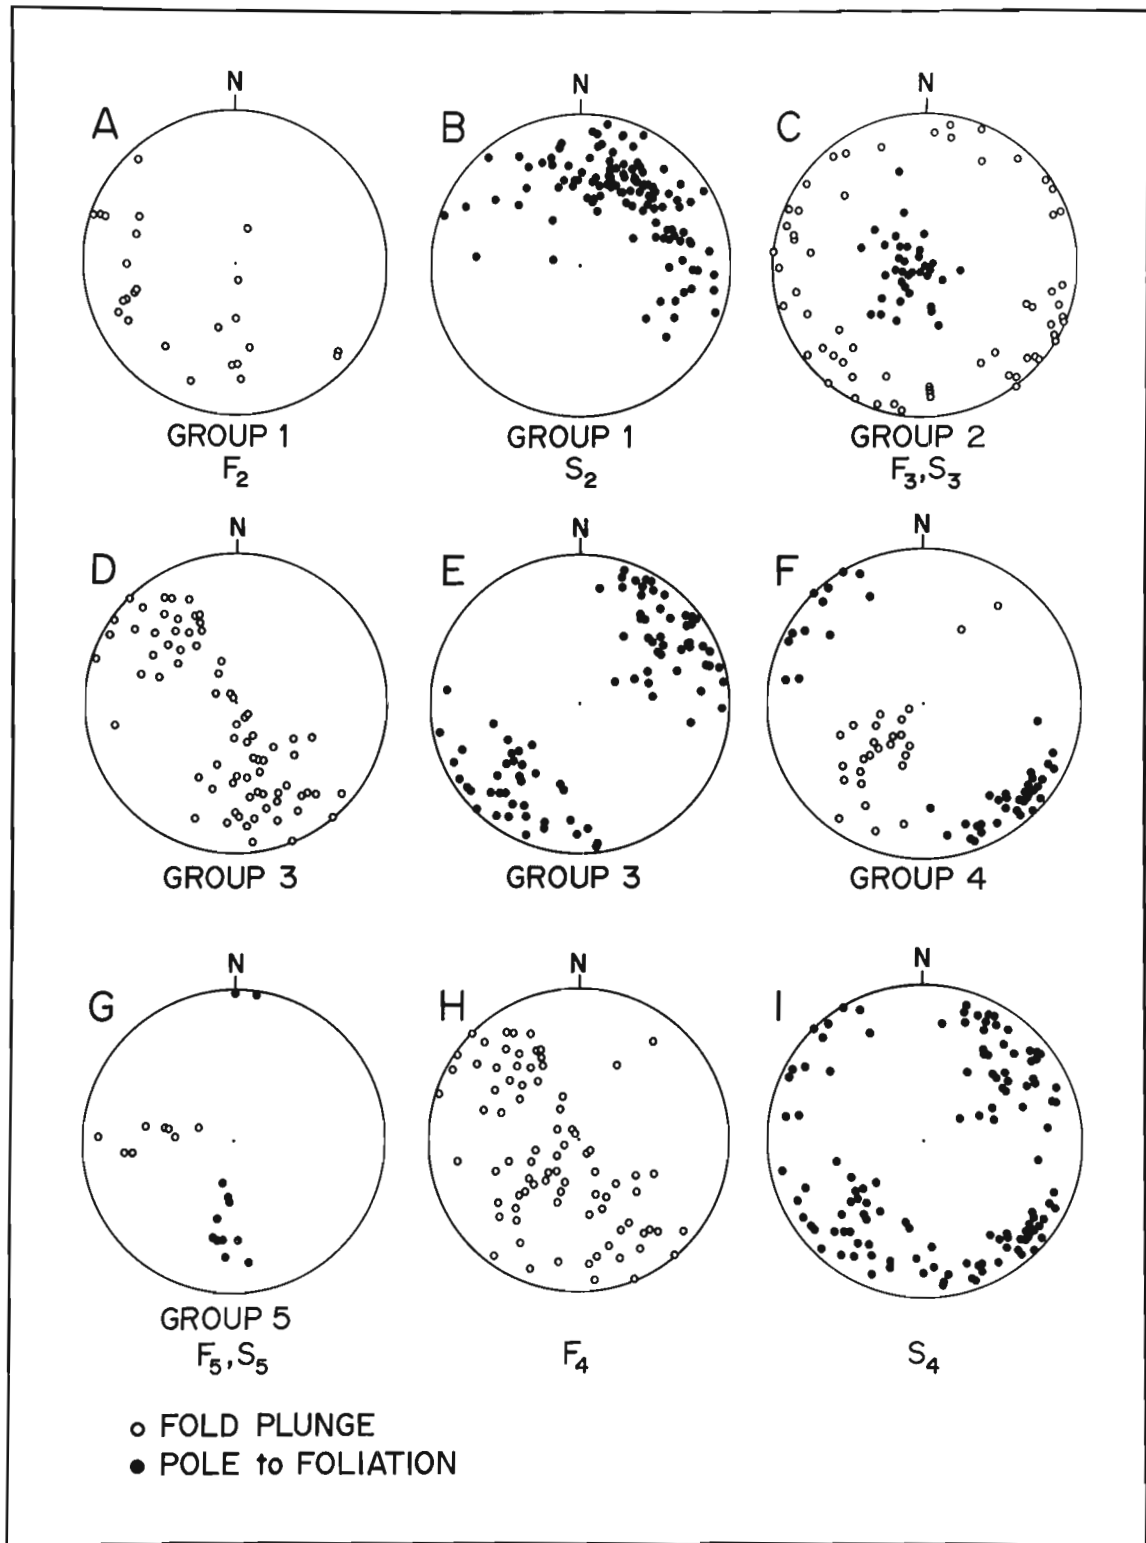 N
A
GROUP 1
F2
N
B
GROUP 1
S2
N
C
GROUP 2
F3,S3
N
D
GROUP 3
N
E
GROUP 3
N
F
GROUP 4
N
G
GROUP 5
F5,S5
N
H
F4
N
I
S4
FOLD PLUNGE
POLE to FOLIATION